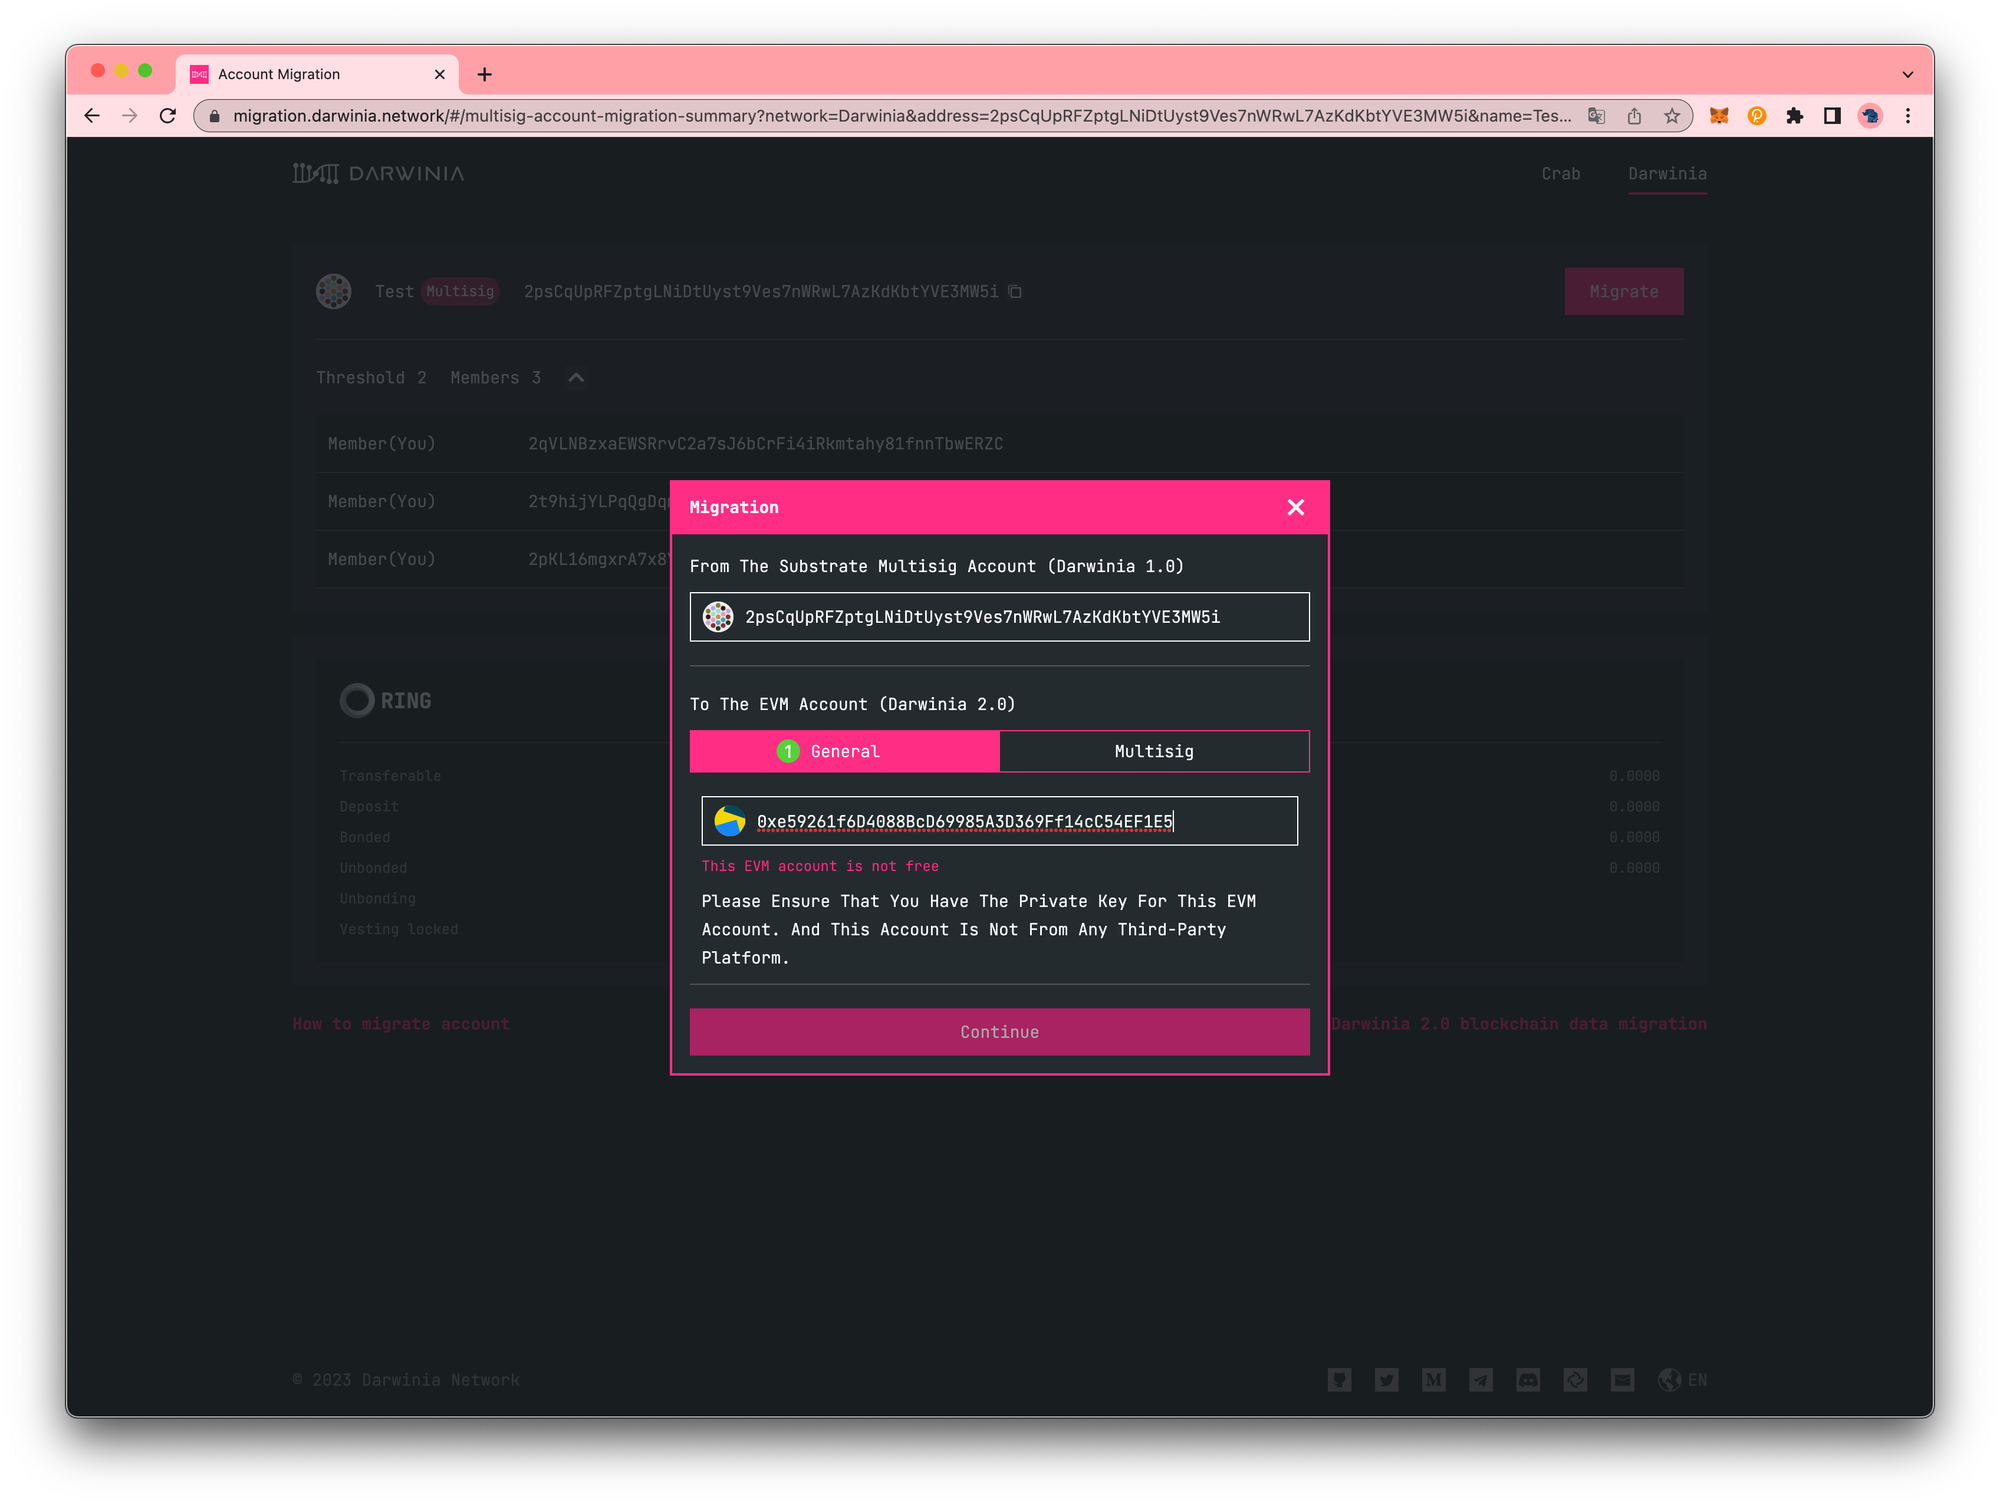 Account Migration
migration.darwinia.network/#/multisig-account-migration-summary?network=Darwinia&address=2psCqUpRFZptgLNiDtUyst9Ves7nWRwL7AzKdKbtYVE3MW5i&name=Tes...
DARWINIA
Crab Darwinia
Test Multisig 2psCqUpRFZptgLNiDtUyst9Ves7nWRwL7AzKdKbtYVE3MW5i
Migrate
Threshold 2 Members 3
Member(You) 2qVLNBzxaEWSRrvC2a7sJ6bCrFi4iRkmtahy81fnnTbwERZC
Member(You) 2t9hijYLPqQgDq
Member(You) 2pKL16mgxrA7x8
Migration
From The Substrate Multisig Account (Darwinia 1.0)
2psCqUpRFZptgLNiDtUyst9Ves7nWRwL7AzKdKbtYVE3MW5i
To The EVM Account (Darwinia 2.0)
1 General
Multisig
0xe59261f6D4088BcD69985A3D369Ff14cC54EF1E5
This EVM account is not free
Please Ensure That You Have The Private Key For This EVM
Account. And This Account Is Not From Any Third-Party
Platform.
Continue
RING
Transferable
0.0000
Deposit
0.0000
Bonded
0.0000
Unbonded
0.0000
Unbonding
Vesting locked
How to migrate account
Darwinia 2.0 blockchain data migration
© 2023 Darwinia Network
EN